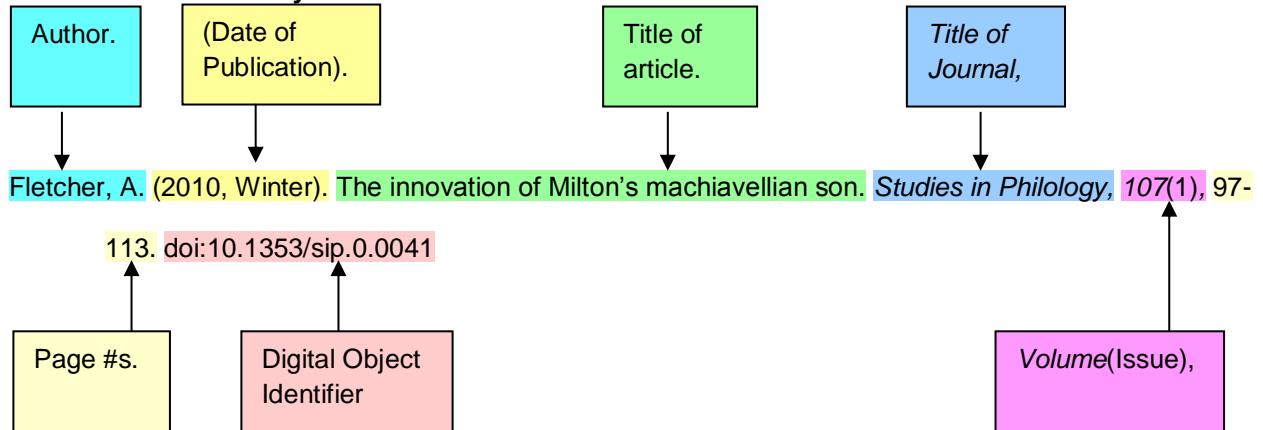 Author.
(Date of
Publication).
Title of
article.
Title of
Journal,
Fletcher, A. (2010, Winter). The innovation of Milton’s machiavellian son. Studies in Philology, 107(1), 97-
113. doi:10.1353/sip.0.0041
Page #s.
Digital Object
Identifier
Volume(Issue),